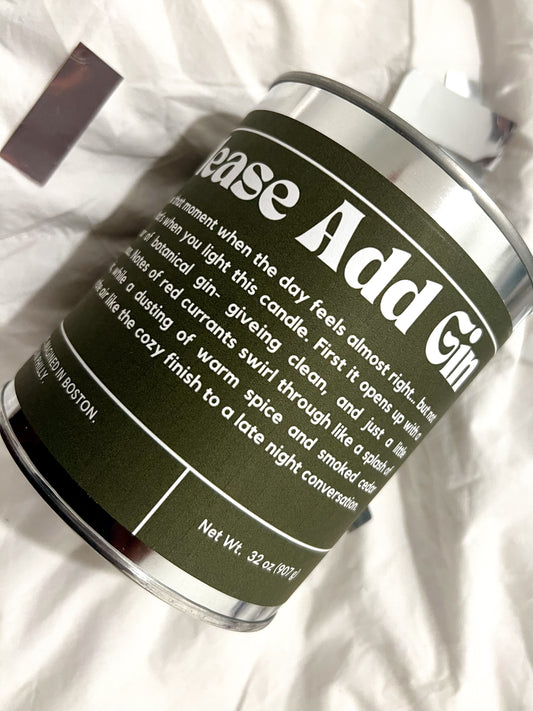 ease Add Gin
that moment when the day feels almost right... but not
when you light this candle. First it opens up with a
of botanical gin- giveing clean, and just a little
Notes of red currants swirl through like a splash of
while a dusting of warm spice and smoked cedar
air like the cozy finish to a late night conversation.
IN BOSTON.
PHILLY.
Net Wt. 32 oz (907 g)